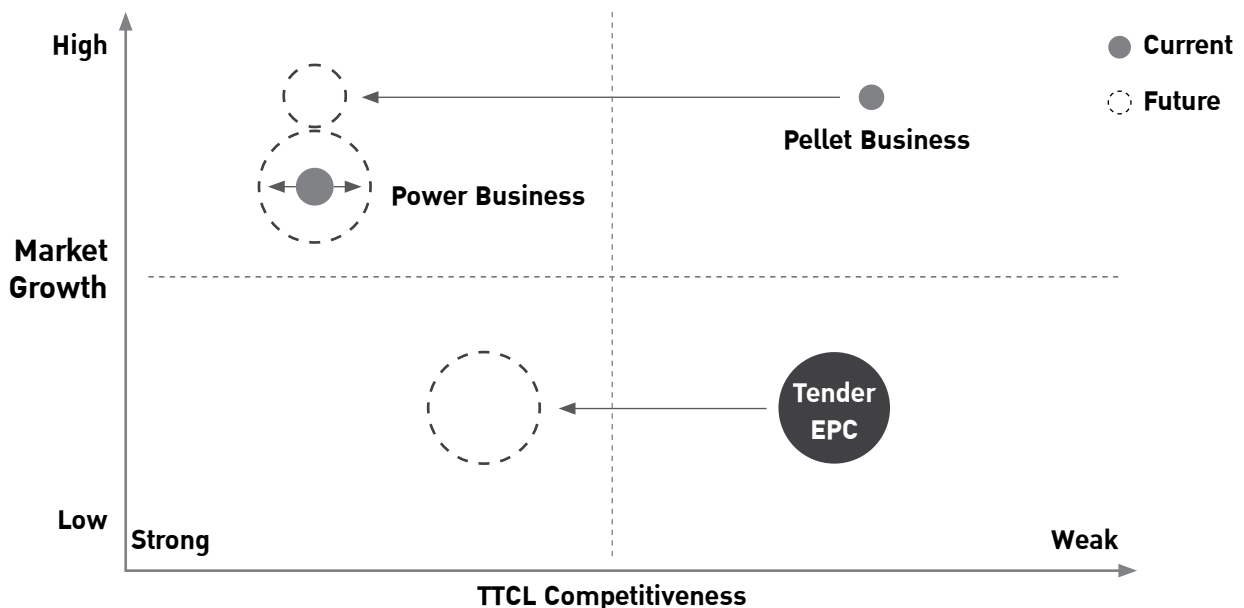 High
Current
Future
Pellet Business
Power Business
Market
Growth
Tender
EPC
Low
Strong
Weak
TTCL Competitiveness